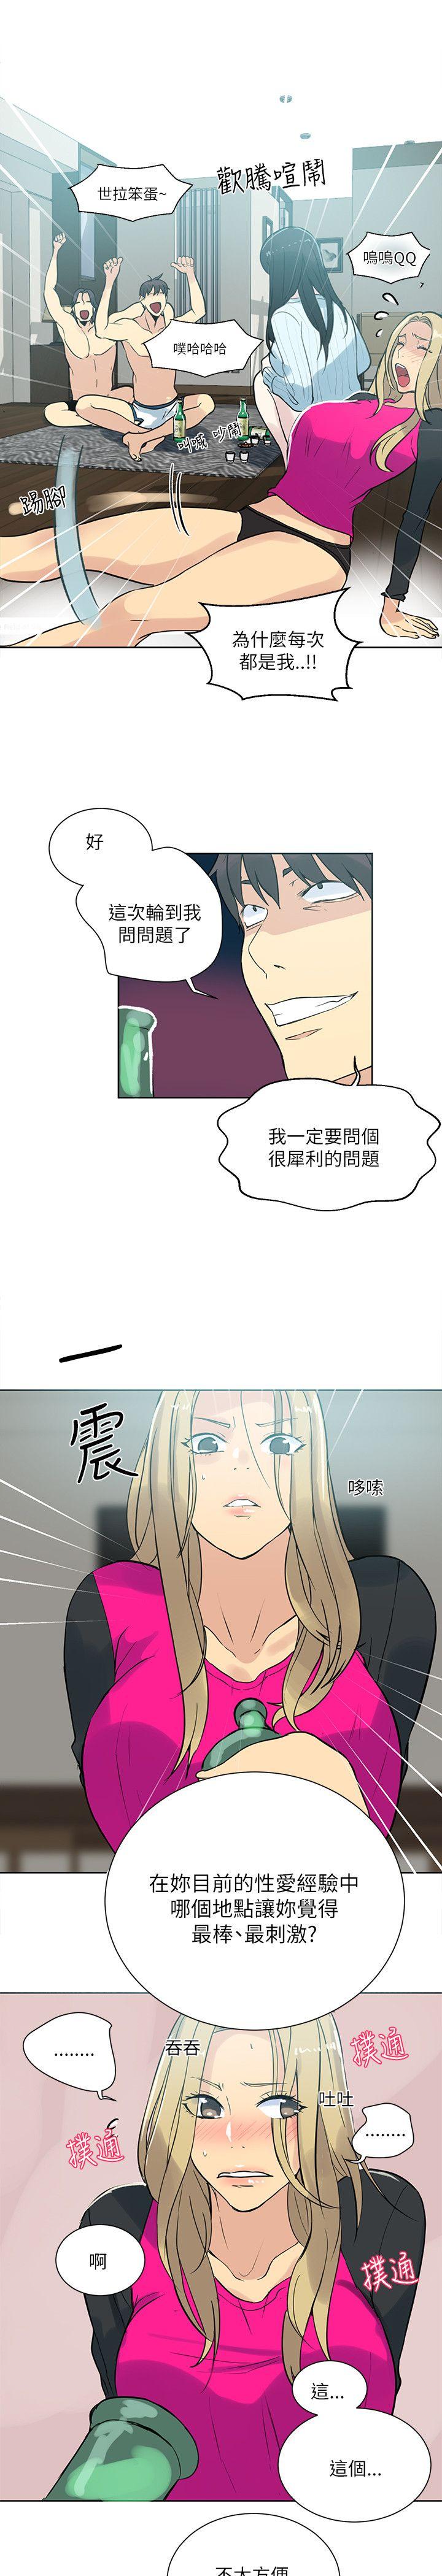 歡騰喧鬧
世拉笨蛋~
嗚嗚QQ
噗哈哈哈
叫喊 吵鬧
踢腳
為什麼每次
都是我..!!
好
這次輪到我
問問題了
我一定要問個
很犀利的問題
震
哆嗦
在妳目前的性愛經驗中
哪個地點讓妳覺得
最棒、最刺激?
........
吞吞
撲通
吐吐
........
撲通
啊
撲通
這...
這個...
不太方便